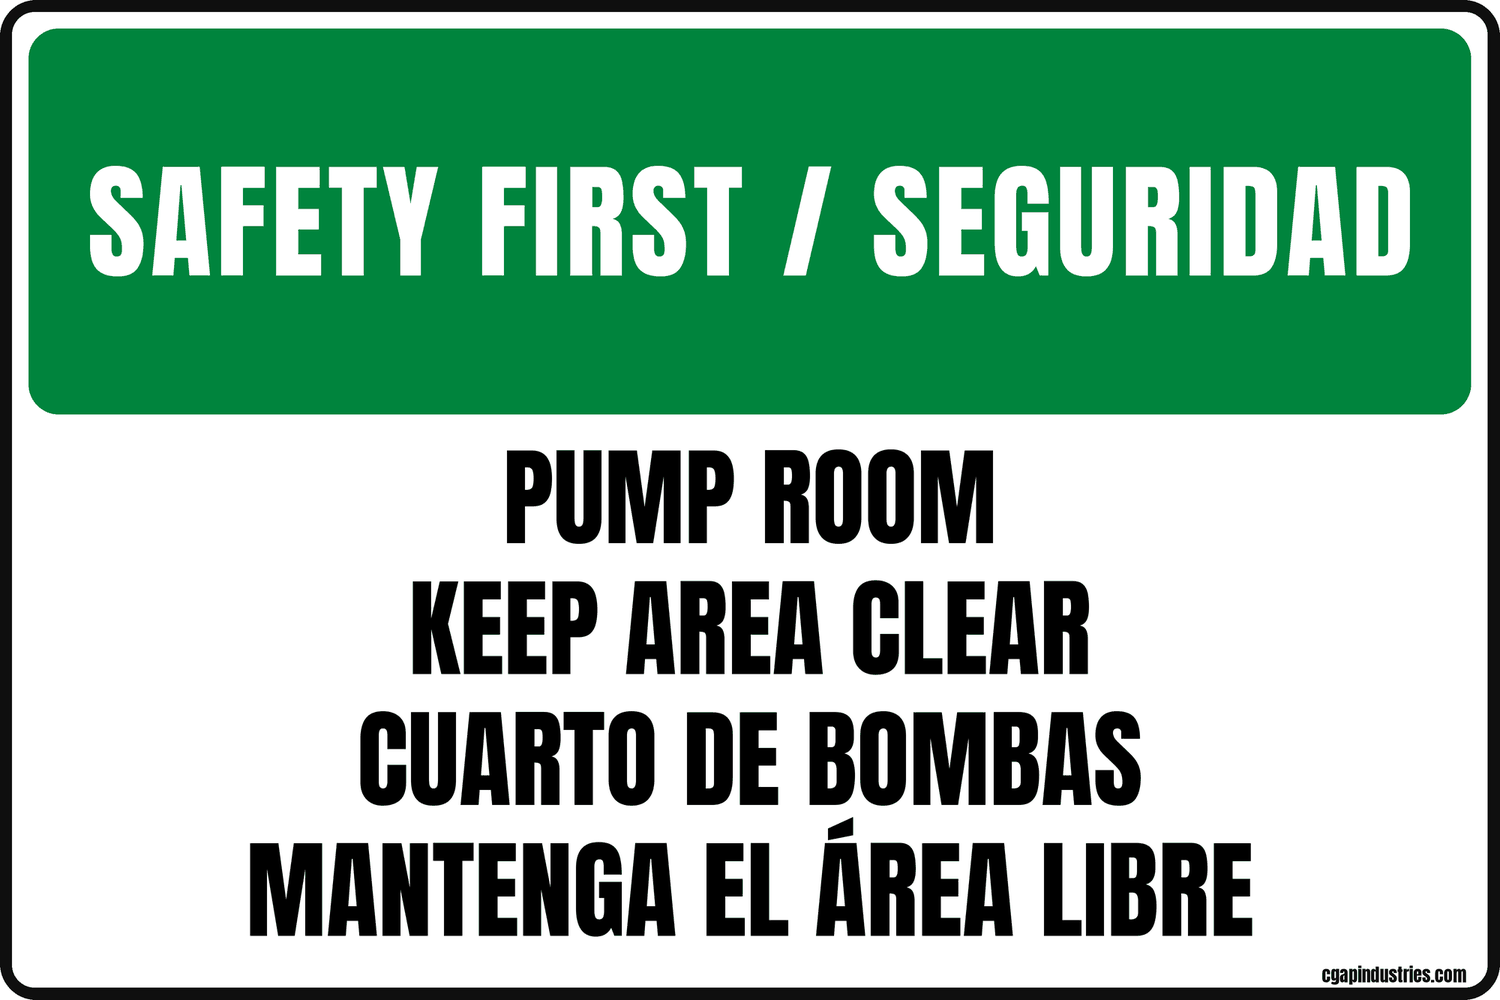 SAFETY FIRST / SEGURIDAD
PUMP ROOM
KEEP AREA CLEAR
CUARTO DE BOMBAS
MANTENGA EL ÁREA LIBRE
cgapindustries.com